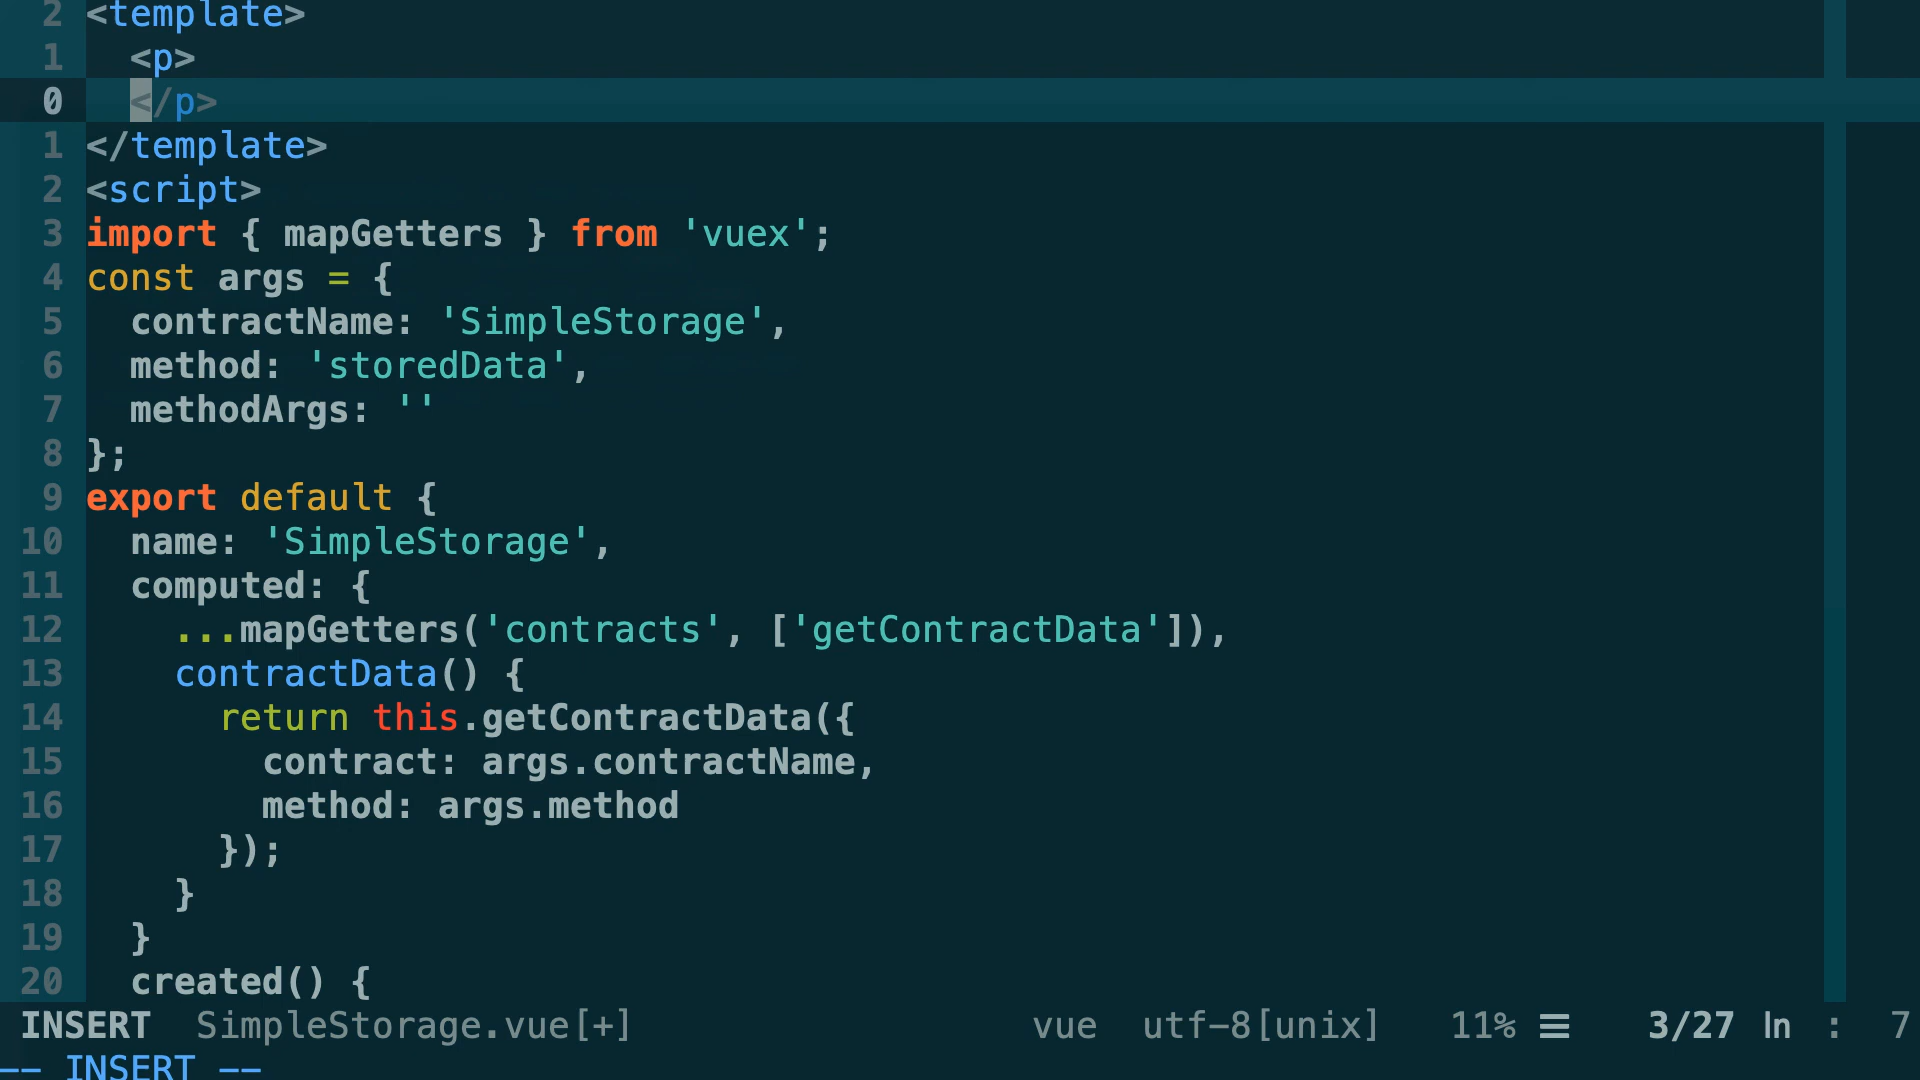 2 <template>
1   <p>
0   </p>
1 </template>
2 <script>
3 import { mapGetters } from 'vuex';
4 const args = {
5   contractName: 'SimpleStorage',
6   method: 'storedData',
7   methodArgs: ''
8 };
9 export default {
10   name: 'SimpleStorage',
11   computed: {
12     ...mapGetters('contracts', ['getContractData']),
13     contractData() {
14       return this.getContractData({
15         contract: args.contractName,
16         method: args.method
17       });
18     }
19   }
20   created() {
INSERT SimpleStorage.vue[+] vue utf-8[unix] 11% ☰ 3/27 ln : 7
-- INSERT --